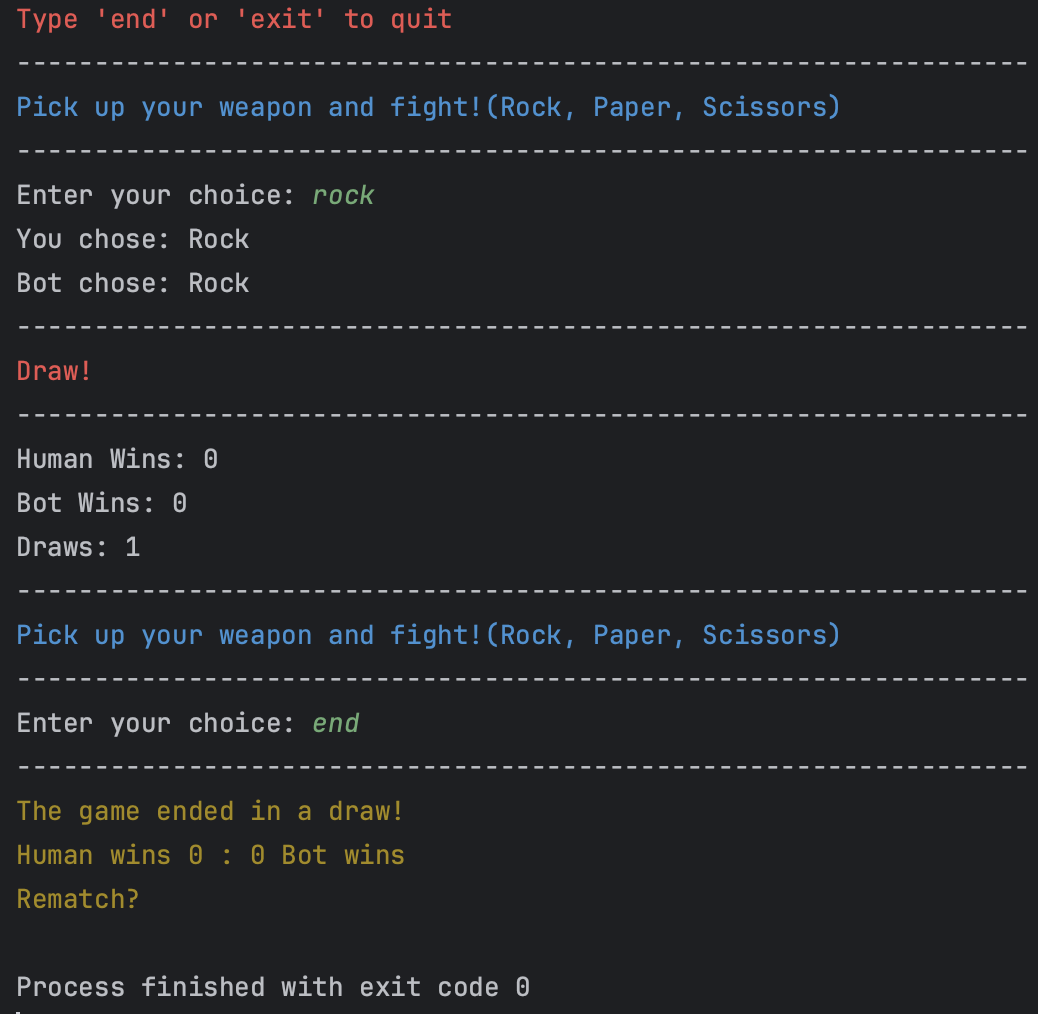 Type 'end' or 'exit' to quit
-----------------------------------------------------------------
Pick up your weapon and fight!(Rock, Paper, Scissors)
-----------------------------------------------------------------
Enter your choice: rock
You chose: Rock
Bot chose: Rock
-----------------------------------------------------------------
Draw!
-----------------------------------------------------------------
Human Wins: 0
Bot Wins: 0
Draws: 1
-----------------------------------------------------------------
Pick up your weapon and fight!(Rock, Paper, Scissors)
-----------------------------------------------------------------
Enter your choice: end
-----------------------------------------------------------------
The game ended in a draw!
Human wins 0 : 0 Bot wins
Rematch?
Process finished with exit code 0